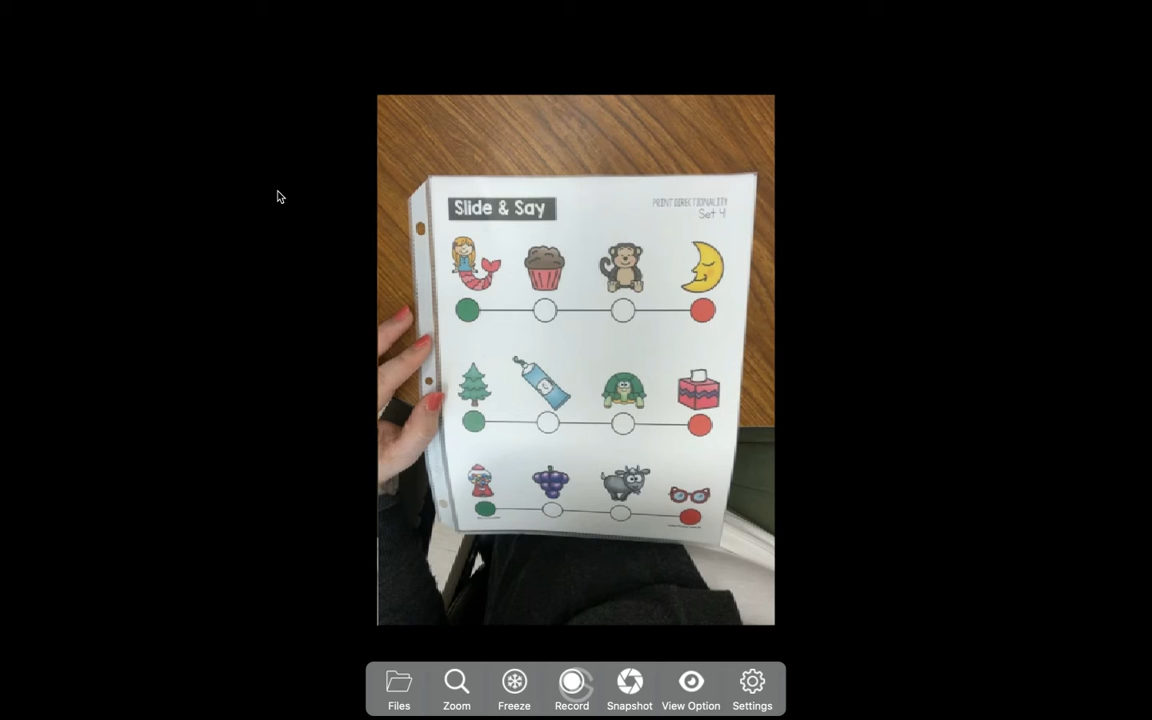 Slide & Say
PRINT DIRECTIONALITY
Set 4
Files
Zoom
Freeze
Record
Snapshot
View Option
Settings